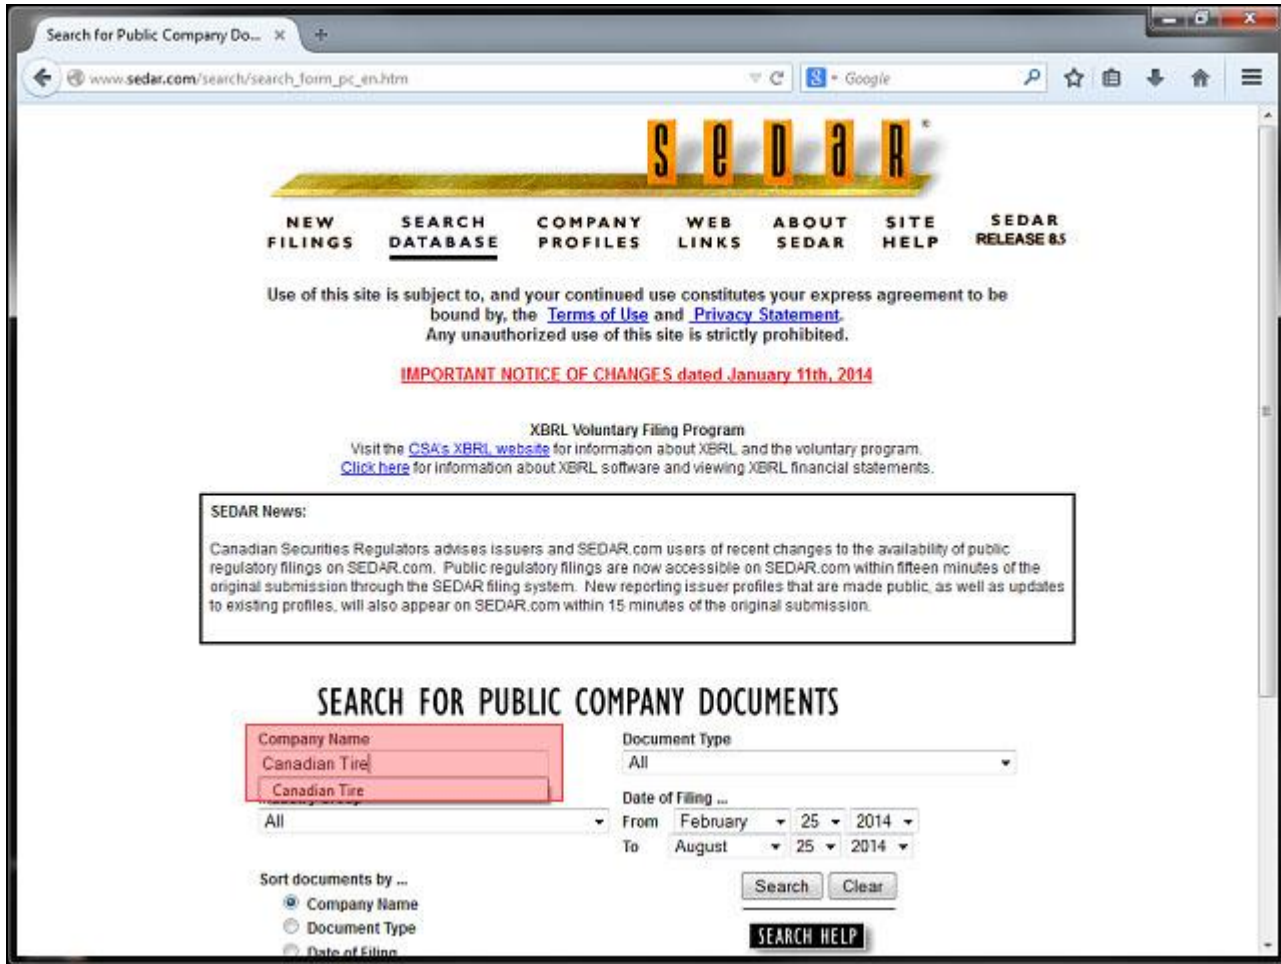 Search for Public Company Do... × +
www.sedar.com/search/search_form_pc_en.htm
8 Google
SEDAR®
NEW FILINGS
SEARCH DATABASE
COMPANY PROFILES
WEB LINKS
ABOUT SEDAR
SITE HELP
SEDAR RELEASE 8.5
Use of this site is subject to, and your continued use constitutes your express agreement to be
bound by, the Terms of Use and Privacy Statement.
Any unauthorized use of this site is strictly prohibited.
IMPORTANT NOTICE OF CHANGES dated January 11th, 2014
XBRL Voluntary Filing Program
Visit the CSA's XBRL website for information about XBRL and the voluntary program.
Click here for information about XBRL software and viewing XBRL financial statements.
SEDAR News:
Canadian Securities Regulators advises issuers and SEDAR.com users of recent changes to the availability of public
regulatory filings on SEDAR.com. Public regulatory filings are now accessible on SEDAR.com within fifteen minutes of the
original submission through the SEDAR filing system. New reporting issuer profiles that are made public, as well as updates
to existing profiles, will also appear on SEDAR.com within 15 minutes of the original submission.
SEARCH FOR PUBLIC COMPANY DOCUMENTS
Company Name
Canadian Tire
Canadian Tire
All
Document Type
All
Date of Filing ...
From February 25 2014
To August 25 2014
Sort documents by ...
Company Name
Document Type
Date of Filing
Search Clear
SEARCH HELP